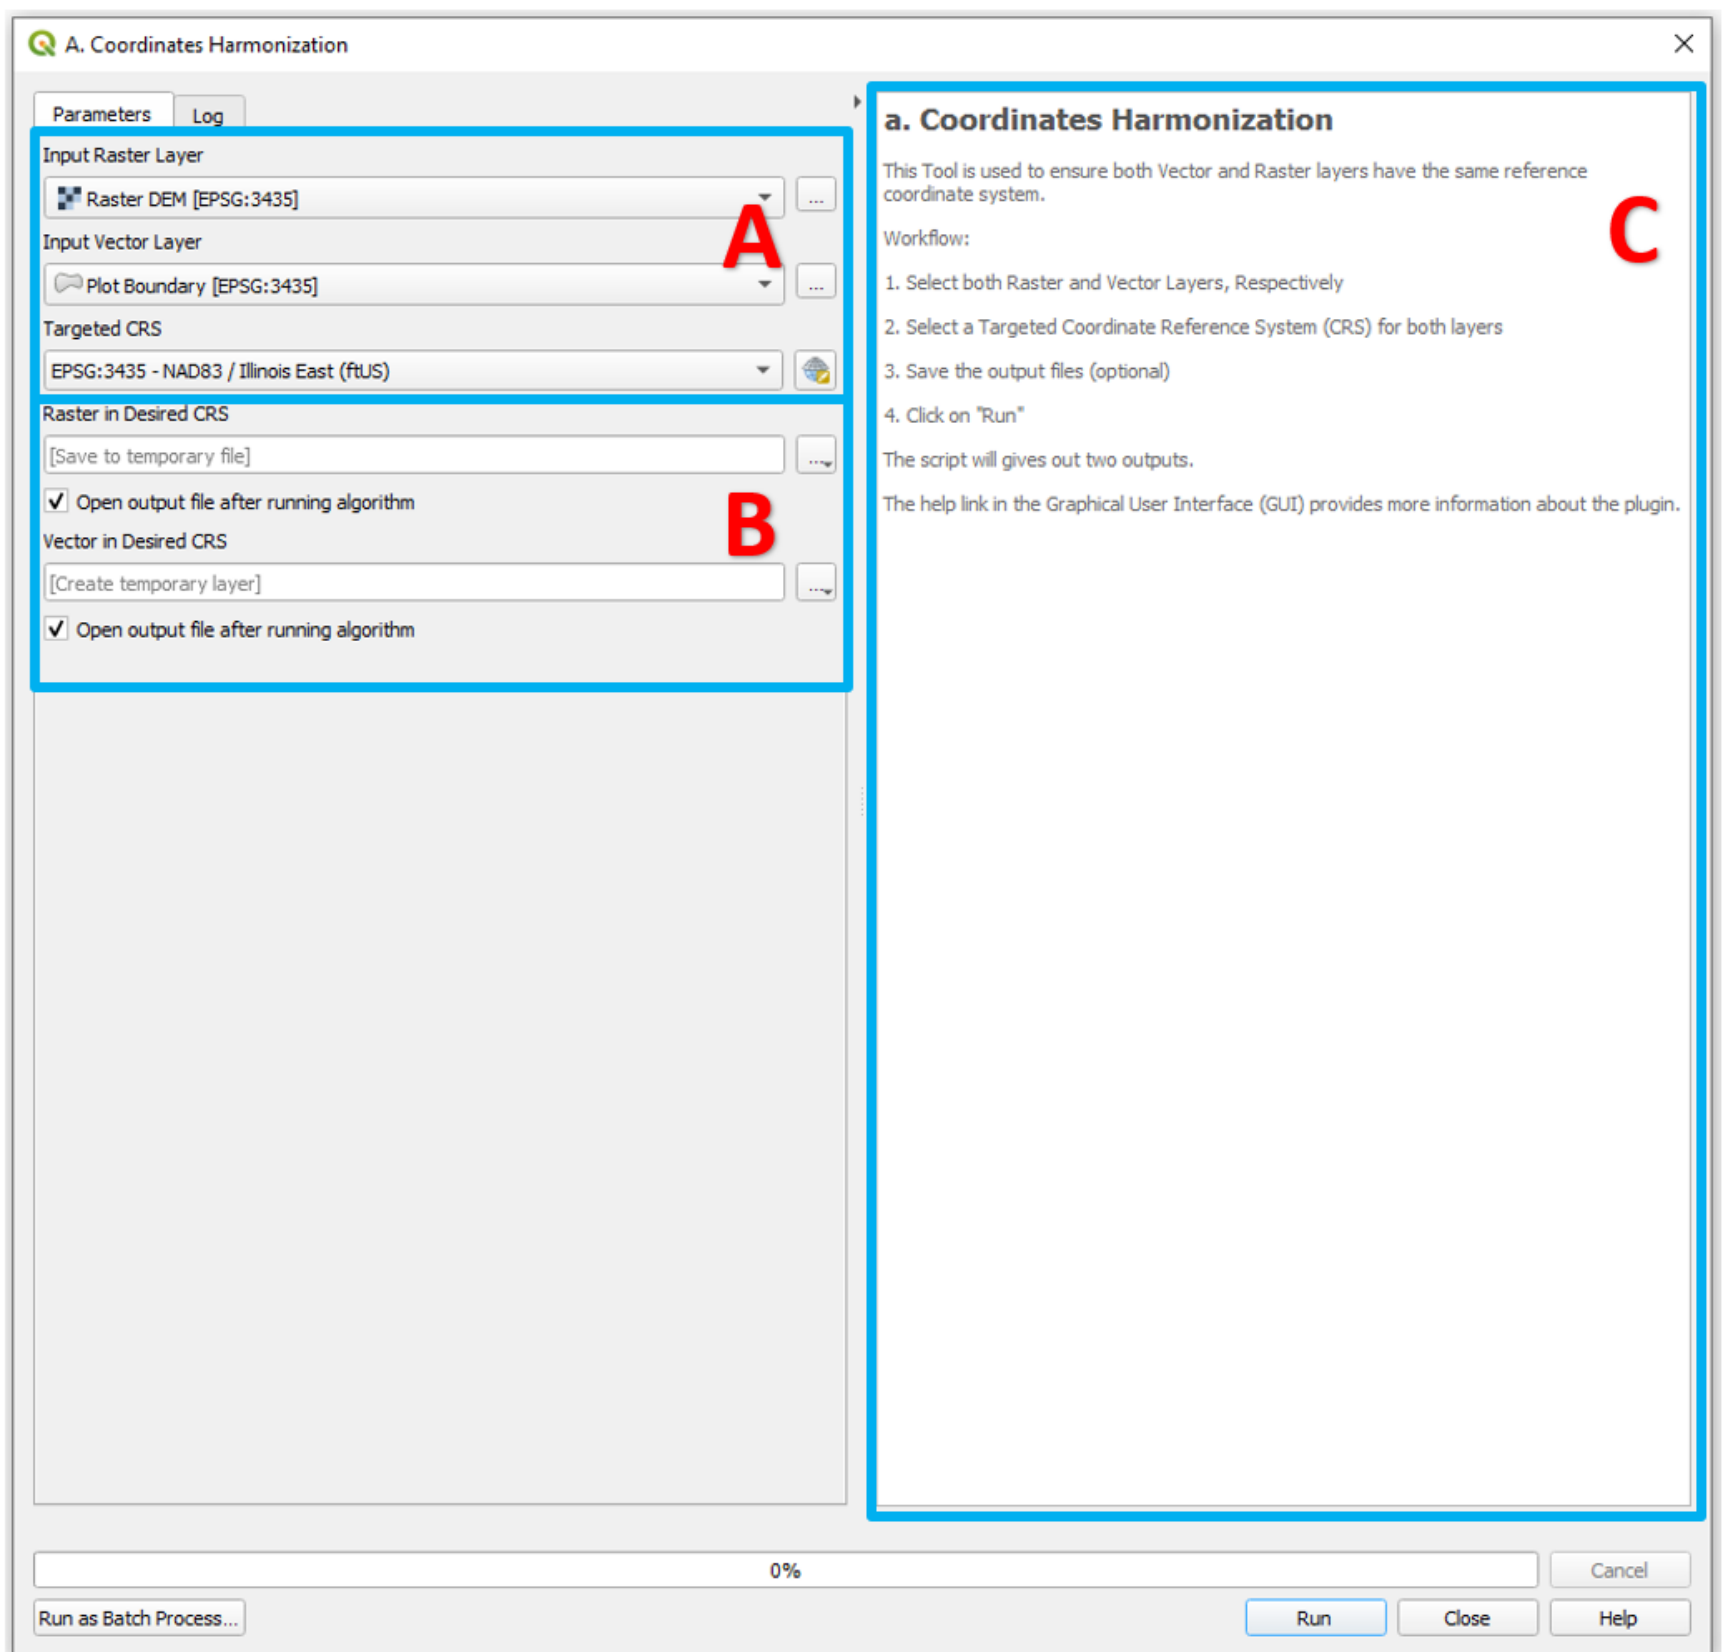 A. Coordinates Harmonization
Parameters
Log
Input Raster Layer
Raster DEM [EPSG:3435]
...
A
Input Vector Layer
Plot Boundary [EPSG:3435]
...
Targeted CRS
EPSG:3435 - NAD83 / Illinois East (ftUS)
Raster in Desired CRS
[Save to temporary file]
...
Open output file after running algorithm
B
Vector in Desired CRS
[Create temporary layer]
...
Open output file after running algorithm
a. Coordinates Harmonization
This Tool is used to ensure both Vector and Raster layers have the same reference
coordinate system.
C
Workflow:
1. Select both Raster and Vector Layers, Respectively
2. Select a Targeted Coordinate Reference System (CRS) for both layers
3. Save the output files (optional)
4. Click on "Run"
The script will gives out two outputs.
The help link in the Graphical User Interface (GUI) provides more information about the plugin.
0%
Cancel
Run as Batch Process...
Run
Close
Help